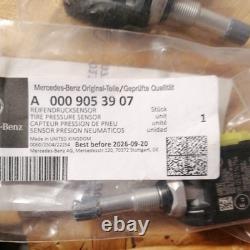 Mercedes-Benz Original-Teile/Geprüfte Qualität
A 000 905 39 07
REIFENDRUCKSENSOR
TIRE PRESSURE SENSOR
CAPTEUR PRESSION DE PNEU
SENSOR PRESION NEUMATICOS
Stück
unit
unité
unidad
1
Made in UNITED KINGDOM
Best before 2026-09-20
Mercedes-Benz AG, Mercedesstr. 120, 70372 Stuttgart, DE
s-Benz